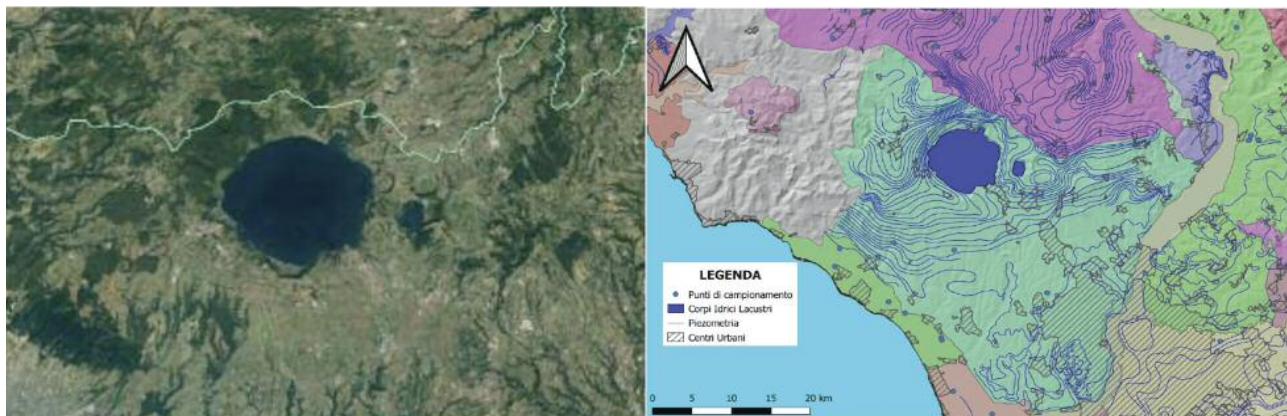 LEGENDA
Punti di campionamento
Corpi Idrici Lacustri
Piezometria
Centri Urbani
0 5 10 15 20 km